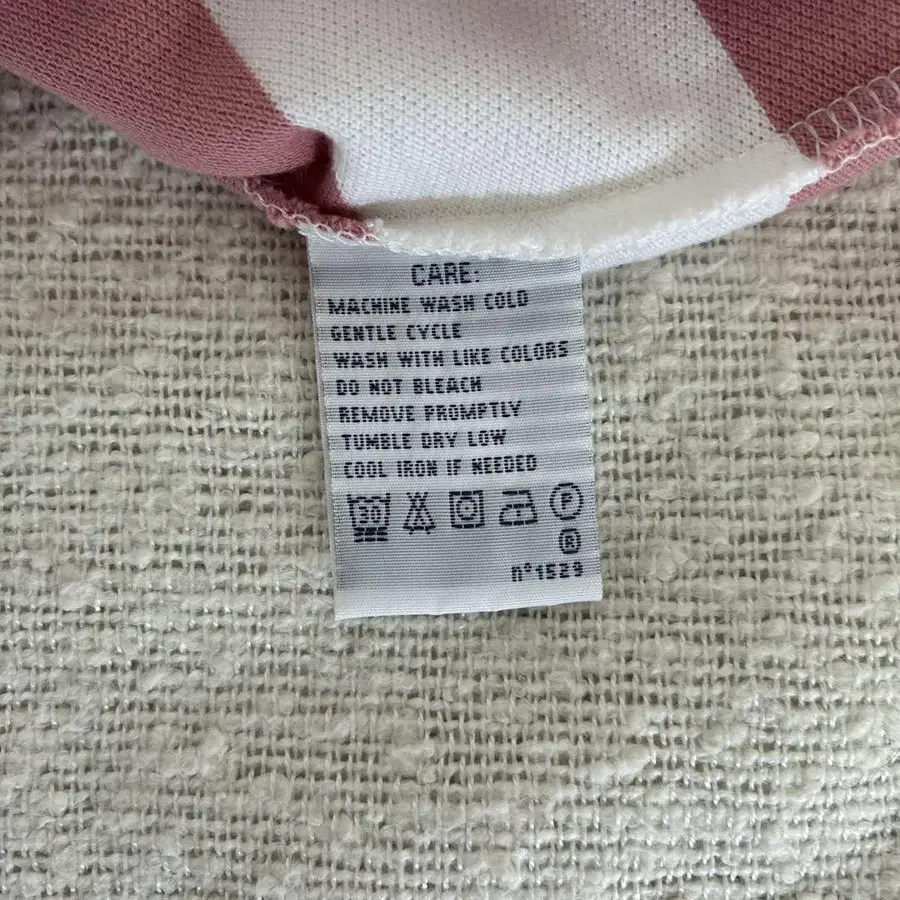 CARE:
MACHINE WASH COLD
GENTLE CYCLE
WASH WITH LIKE COLORS
DO NOT BLEACH
REMOVE PROMPTLY
TUMBLE DRY LOW
COOL IRON IF NEEDED
30 P
®
n°1529